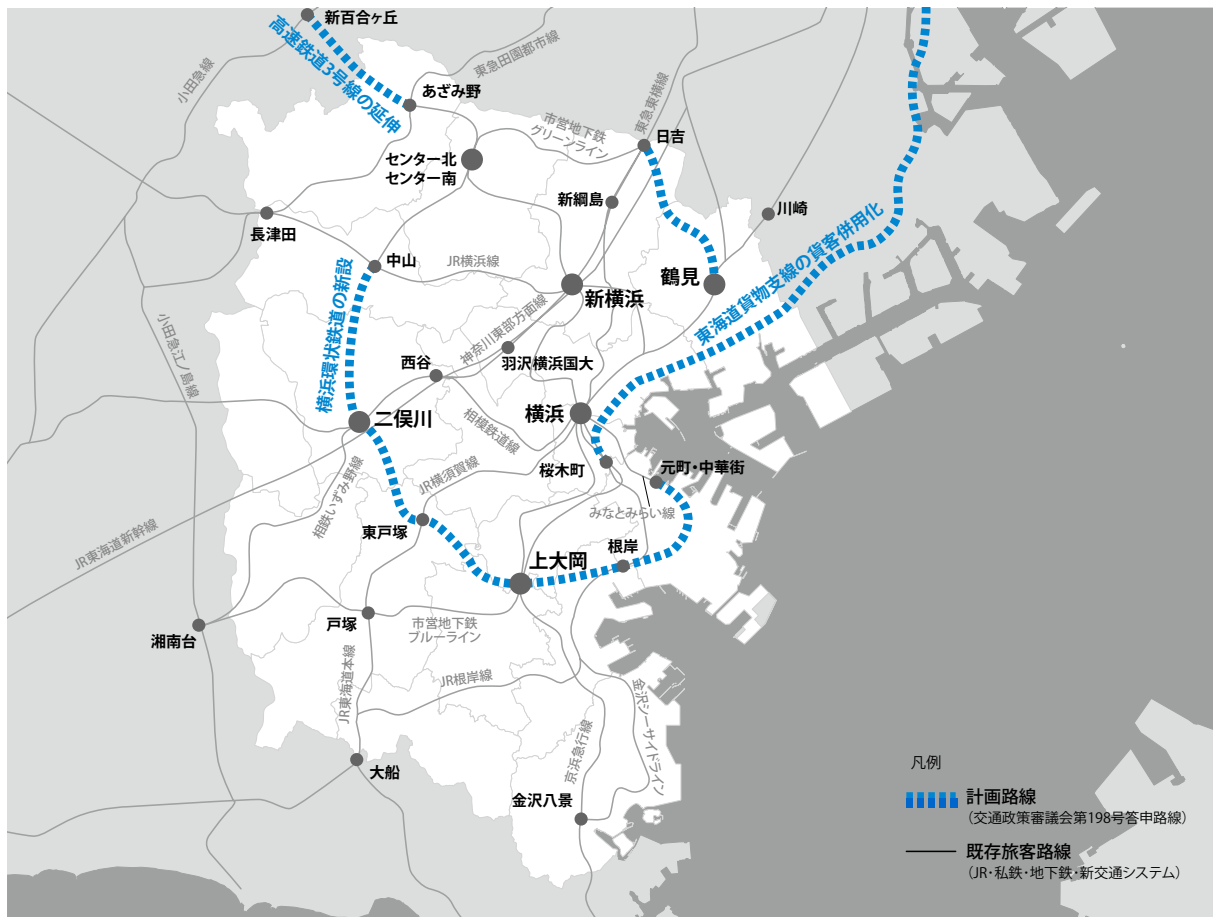 新百合ヶ丘
高速鉄道3号線の延伸
小田急線
東急田園都市線
あざみ野
市営地下鉄
グリーンライン
東急東横線
日吉
センター北
センター南
新綱島
川崎
長津田
中山
JR横浜線
新横浜
鶴見
東海道貨物支線の貨客併用化
横浜環状鉄道の新設
神奈川東部方面線
小田急江ノ島線
西谷
羽沢横浜国大
二俣川
横浜
相模鉄道線
桜木町
元町・中華街
JR横須賀線
相鉄いずみ野線
みなとみらい線
JR東海道新幹線
東戸塚
上大岡
根岸
湘南台
戸塚
市営地下鉄
ブルーライン
JR東海道本線
JR根岸線
金沢シーサイドライン
京浜急行線
大船
金沢八景
凡例
計画路線
(交通政策審議会第198号答申路線)
既存旅客路線
(JR・私鉄・地下鉄・新交通システム)